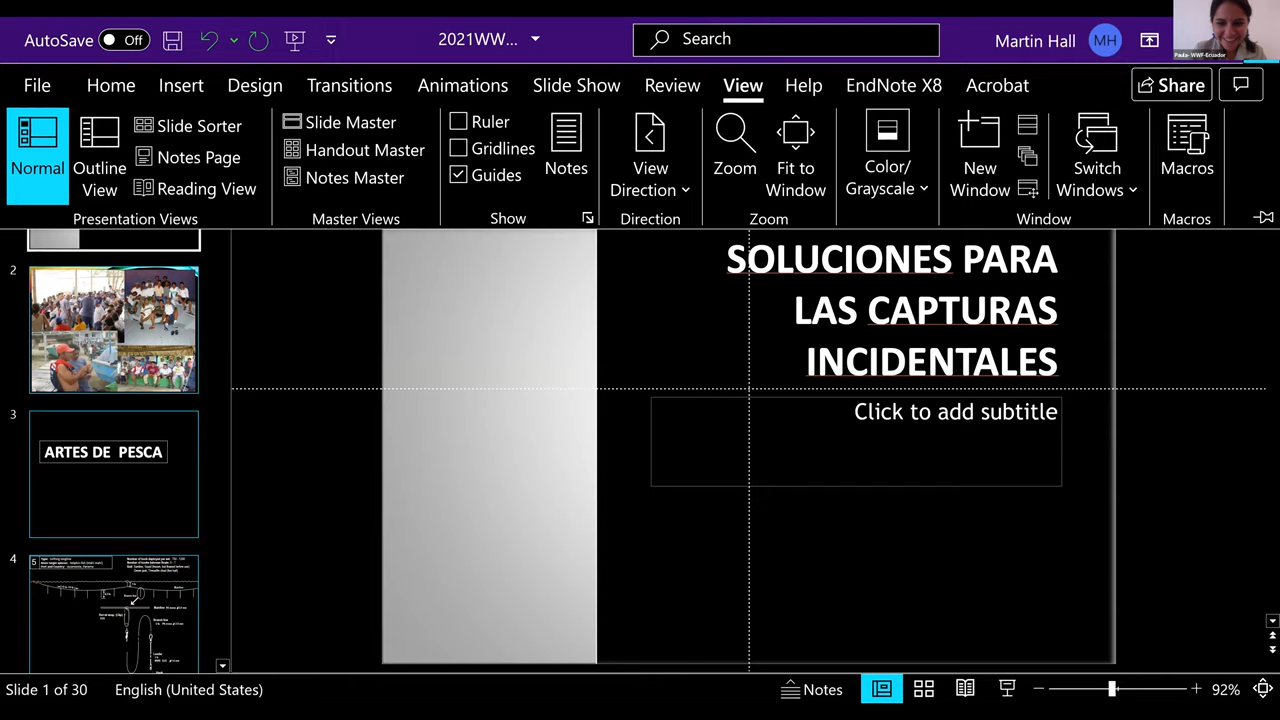 AutoSave Off 2021WW... Search Martin Hall MH
Paula- WWF-Ecuador
File Home Insert Design Transitions Animations Slide Show Review View Help EndNote X8 Acrobat Share
Normal
Outline View
Slide Sorter
Notes Page
Reading View
Presentation Views
Slide Master
Handout Master
Notes Master
Master Views
Ruler
Gridlines
Guides
Show
Notes
View Direction
Direction
Zoom
Fit to Window
Zoom
Color/ Grayscale
New Window
Switch Windows
Window
Macros
Macros
2
3
ARTES DE PESCA
4
5
SOLUCIONES PARA
LAS CAPTURAS
INCIDENTALES
Click to add subtitle
Slide 1 of 30 English (United States) Notes 92%